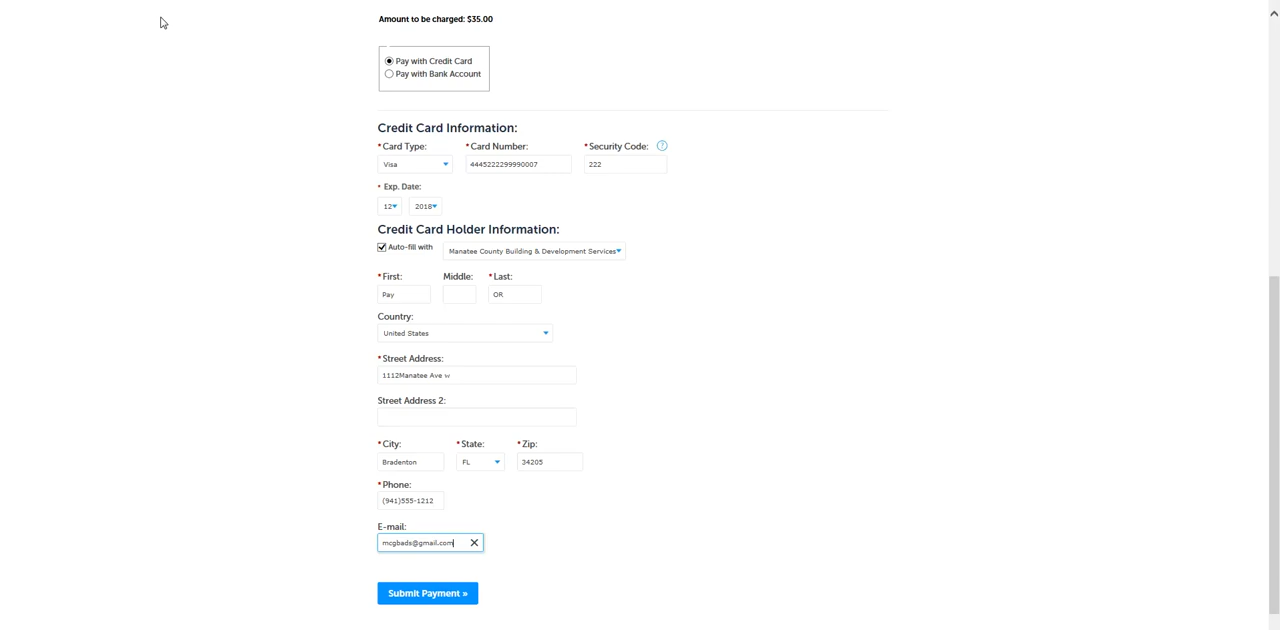 Amount to be charged: $35.00
Pay with Credit Card
Pay with Bank Account
Credit Card Information:
*Card Type: *Card Number: *Security Code: ?
Visa 4445222299990007 222
* Exp. Date:
12 2018
Credit Card Holder Information:
Auto-fill with Manatee County Building & Development Services
*First: Middle: *Last:
Pay OR
Country:
United States
*Street Address:
1112Manatee Ave w
Street Address 2:
*City: *State: *Zip:
Bradenton FL 34205
*Phone:
(941)555-1212
E-mail:
mcgbads@gmail.com
Submit Payment »